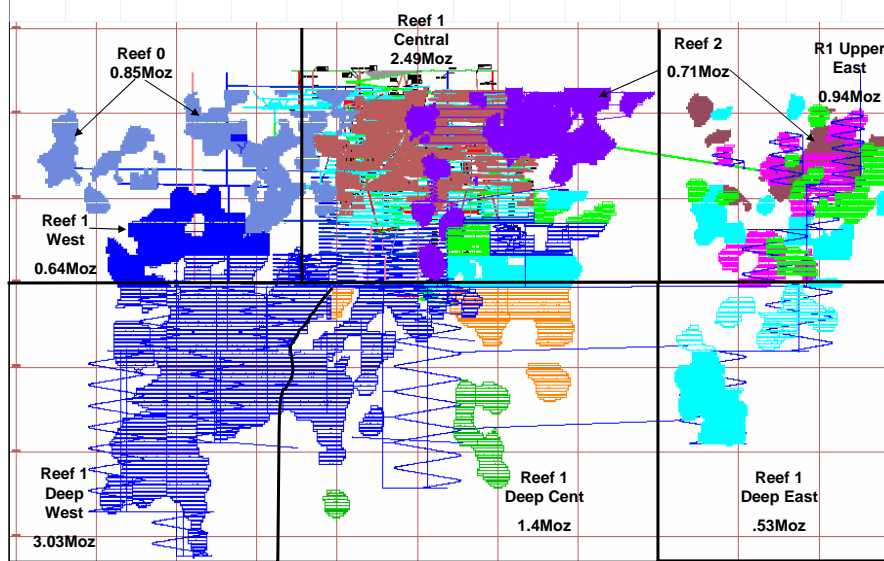 Reef 1
Central
2.49Moz
Reef 0
0.85Moz
Reef 2
0.71Moz
R1 Upper
East
0.94Moz
Reef 1
West
0.64Moz
Reef 1
Deep
West
3.03Moz
Reef 1
Deep Cent
1.4Moz
Reef 1
Deep East
.53Moz